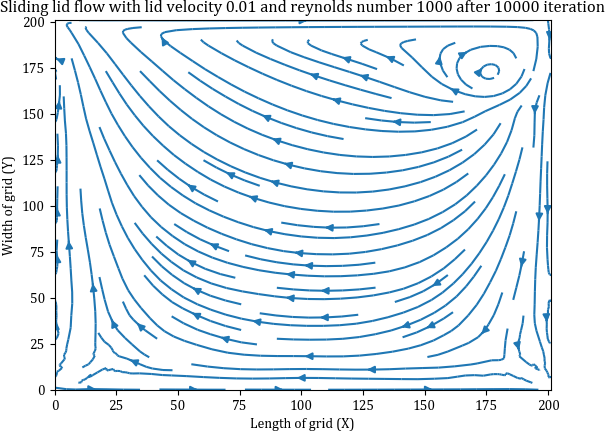 Sliding lid flow with lid velocity 0.01 and reynolds number 1000 after 10000 iteration
200
175
150
125
100
75
50
25
0
Width of grid (Y)
0 25 50 75 100 125 150 175 200
Length of grid (X)